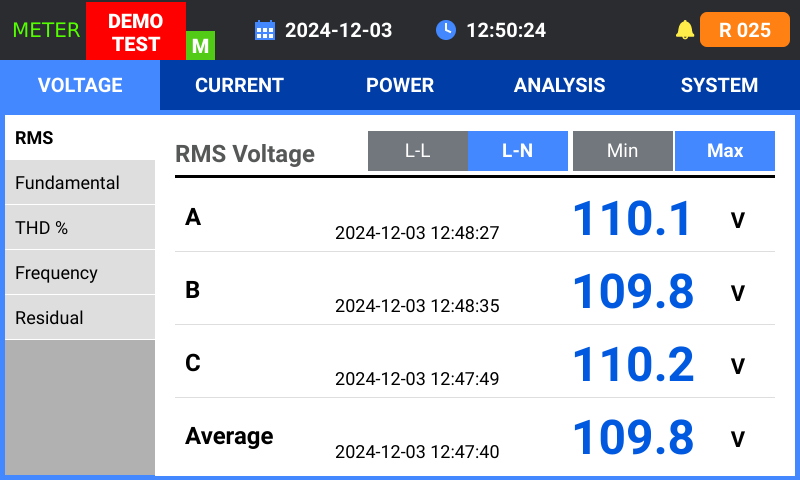 METER
DEMO
TEST
M
2024-12-03
12:50:24
R 025
VOLTAGE
CURRENT
POWER
ANALYSIS
SYSTEM
RMS
Fundamental
THD %
Frequency
Residual
RMS Voltage
L-L
L-N
Min
Max
A 2024-12-03 12:48:27 110.1 V
B 2024-12-03 12:48:35 109.8 V
C 2024-12-03 12:47:49 110.2 V
Average 2024-12-03 12:47:40 109.8 V